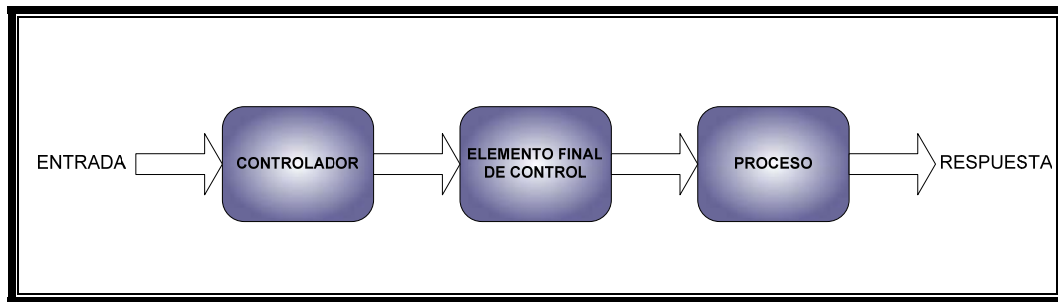 ENTRADA
CONTROLADOR
ELEMENTO FINAL
DE CONTROL
PROCESO
RESPUESTA